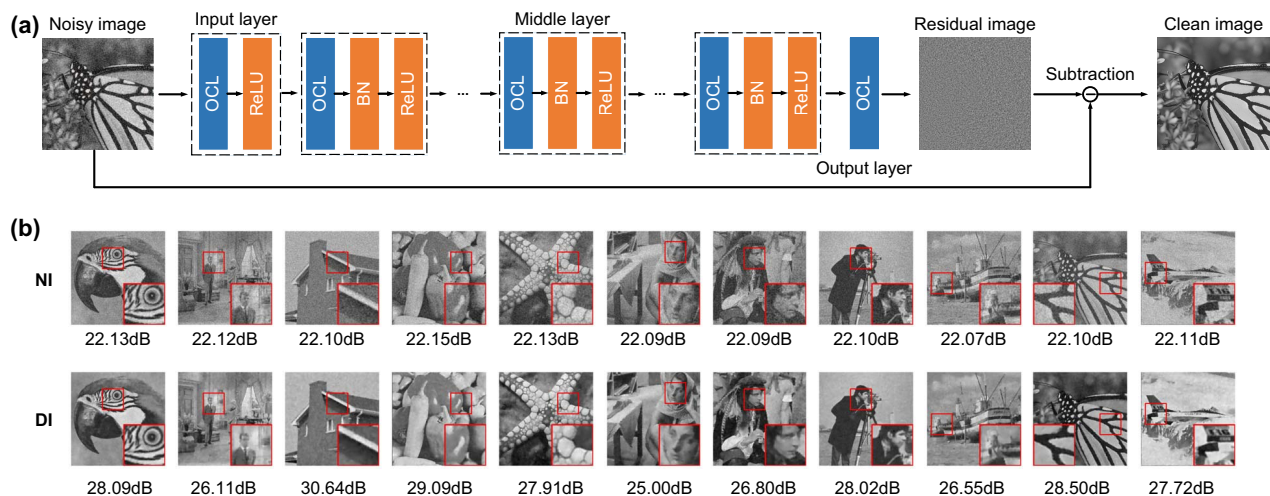 (a)
Noisy image
Input layer
Middle layer
Residual image
Clean image
OCL
ReLU
OCL
BN
ReLU
...
OCL
BN
ReLU
...
OCL
BN
ReLU
OCL
Subtraction
Output layer
(b)
NI
22.13dB 22.12dB 22.10dB 22.15dB 22.13dB 22.09dB 22.09dB 22.10dB 22.07dB 22.10dB 22.11dB
DI
28.09dB 26.11dB 30.64dB 29.09dB 27.91dB 25.00dB 26.80dB 28.02dB 26.55dB 28.50dB 27.72dB